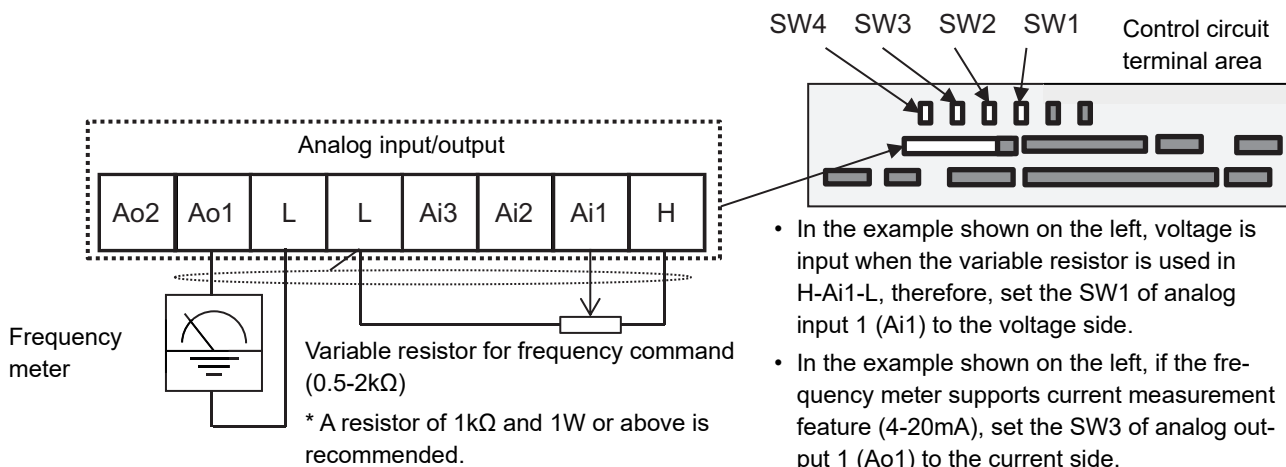 SW4 SW3 SW2 SW1
Control circuit
terminal area
Analog input/output
Ao2 Ao1 L L Ai3 Ai2 Ai1 H
Frequency
meter
Variable resistor for frequency command
(0.5-2kΩ)
* A resistor of 1kΩ and 1W or above is
recommended.
• In the example shown on the left, voltage is
input when the variable resistor is used in
H-Ai1-L, therefore, set the SW1 of analog
input 1 (Ai1) to the voltage side.
• In the example shown on the left, if the fre-
quency meter supports current measurement
feature (4-20mA), set the SW3 of analog out-
put 1 (Ao1) to the current side.